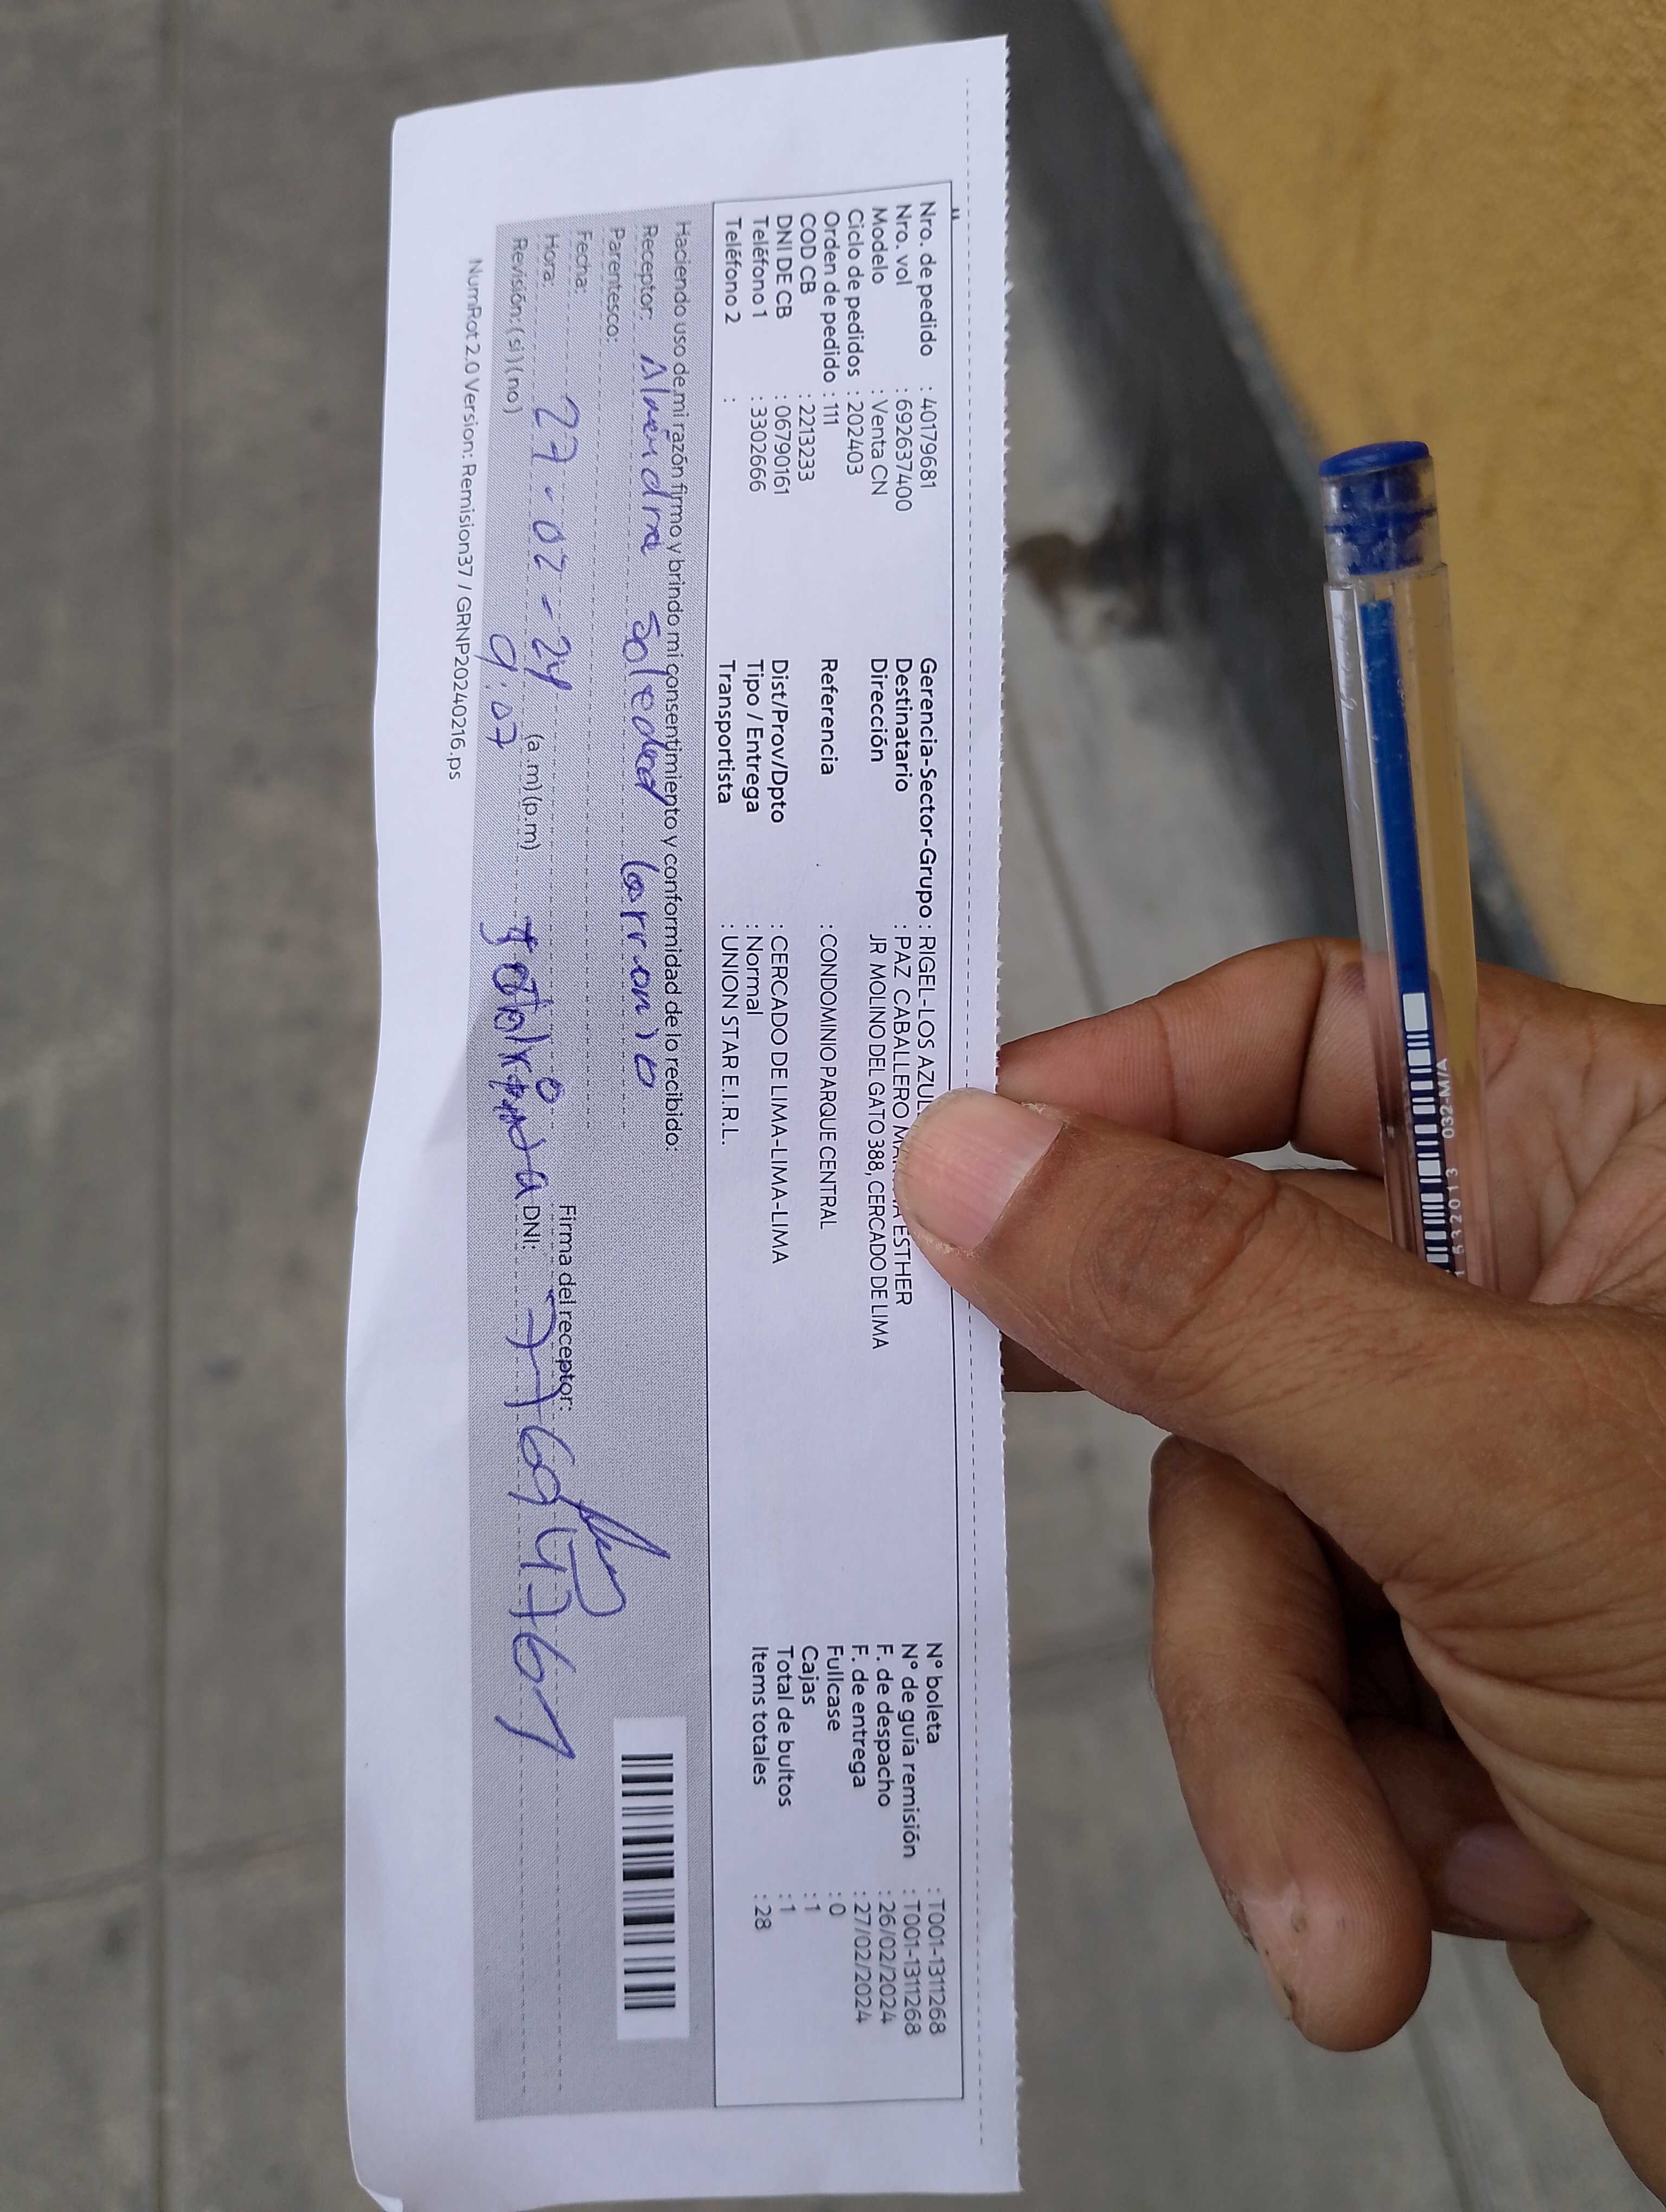 Nro. de pedido : 40179681
Nro. vol : 692637400
Modelo : Venta CN
Ciclo de pedidos : 202403
Orden de pedido : 111
COD CB : 2213233
DNI DE CB : 06790161
Teléfono 1 : 3302666
Teléfono 2 :
Gerencia-Sector-Grupo : RIGEL-LOS AZUL
Destinatario : PAZ CABALLERO ESTHER
Dirección JR MOLINO DEL GATO 388, CERCADO DE LIMA
Referencia : CONDOMINIO PARQUE CENTRAL
Dist/Prov/Dpto : CERCADO DE LIMA-LIMA-LIMA
Tipo / Entrega : Normal
Transportista : UNION STAR E.I.R.L.
N° boleta : T001-1311268
N° de guía remisión : T001-1311268
F. de despacho : 26/02/2024
F. de entrega : 27/02/2024
Fullcase : 0
Cajas : 1
Total de bultos : 1
Items totales : 28
Haciendo uso de mi razón firmo y brindo mi consentimiento y conformidad de lo recibido:
Receptor: Almendra Soledad
Parentesco:
Fecha: 27-02-24
Hora: 9:07 (a.m) (p.m)
Firma del receptor:
Revisión: (si) (no) DNI:
NumRot 2.0 Version: Remision37 / GRNP20240216.ps
032-M/A